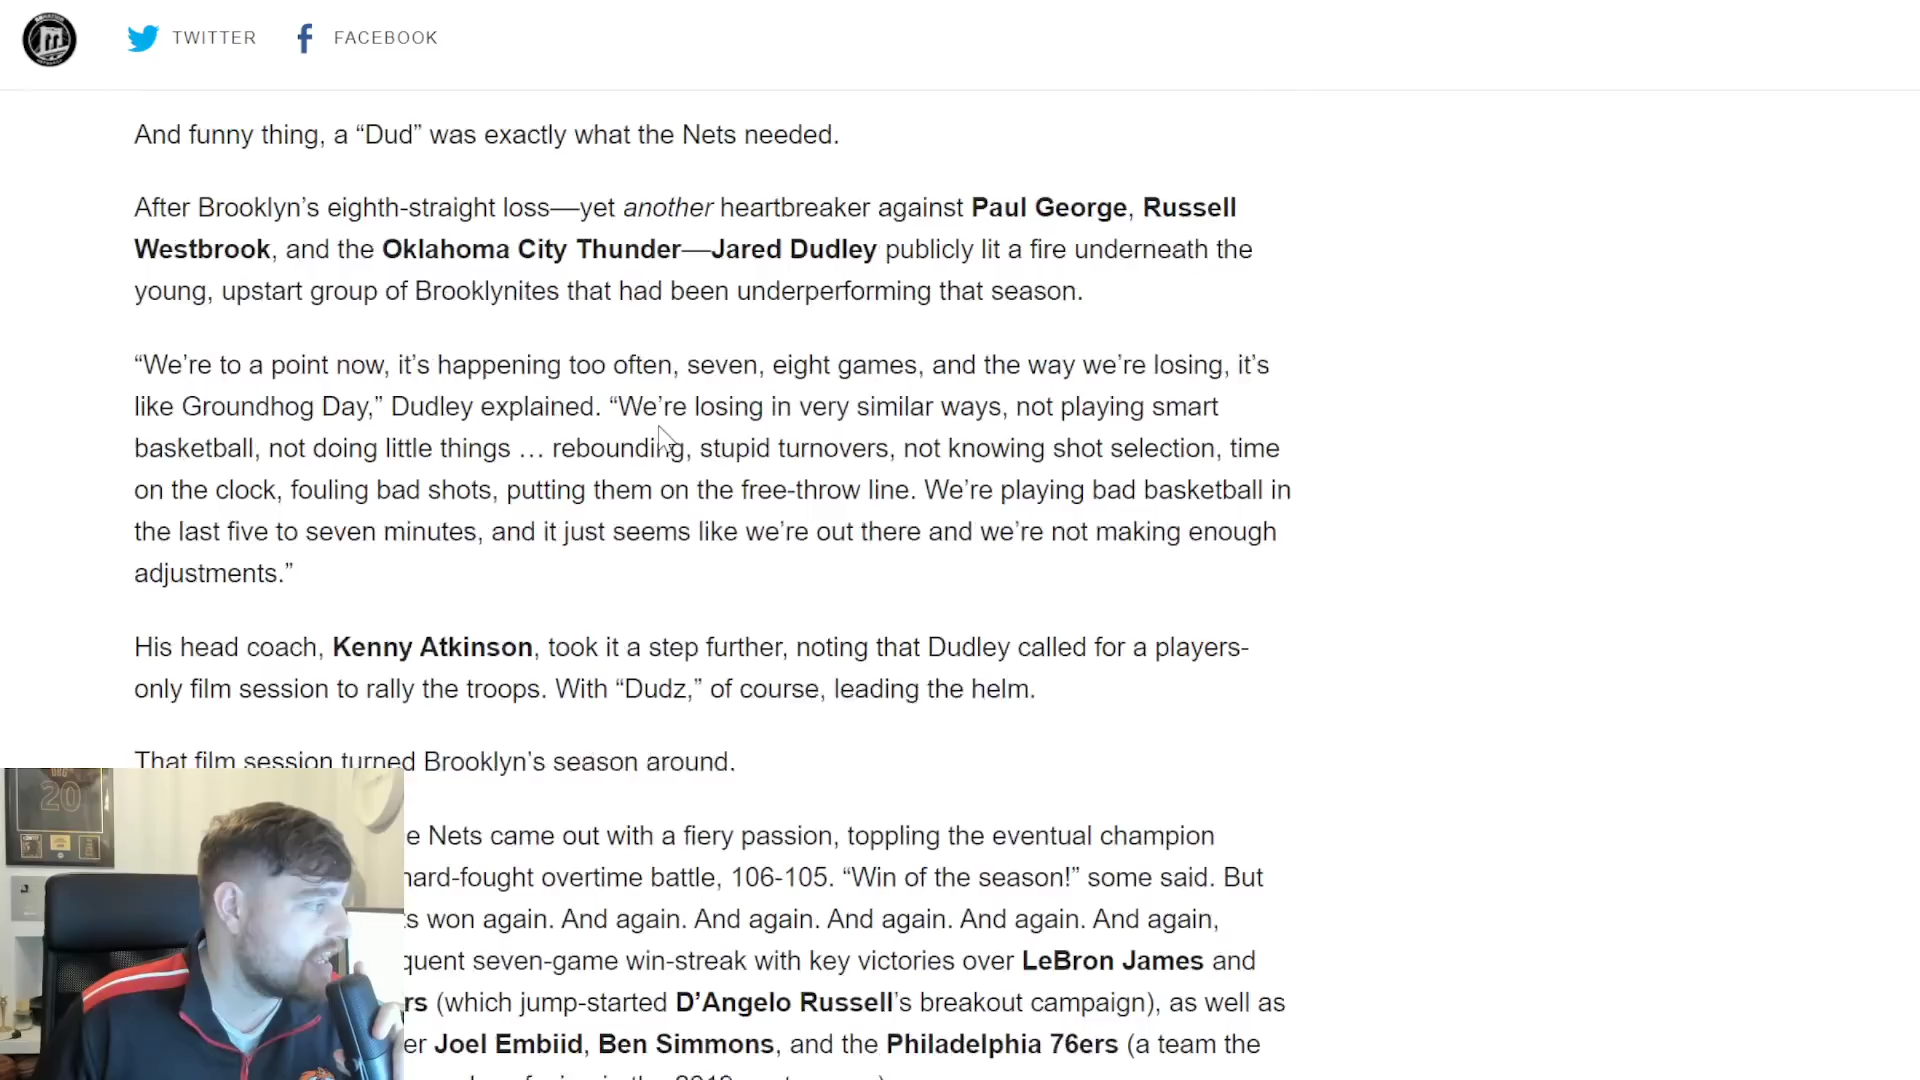 TWITTER FACEBOOK
And funny thing, a “Dud” was exactly what the Nets needed.
After Brooklyn’s eighth-straight loss—yet another heartbreaker against Paul George, Russell
Westbrook, and the Oklahoma City Thunder—Jared Dudley publicly lit a fire underneath the
young, upstart group of Brooklynites that had been underperforming that season.
“We’re to a point now, it’s happening too often, seven, eight games, and the way we’re losing, it’s
like Groundhog Day,” Dudley explained. “We’re losing in very similar ways, not playing smart
basketball, not doing little things … rebounding, stupid turnovers, not knowing shot selection, time
on the clock, fouling bad shots, putting them on the free-throw line. We’re playing bad basketball in
the last five to seven minutes, and it just seems like we’re out there and we’re not making enough
adjustments.”
His head coach, Kenny Atkinson, took it a step further, noting that Dudley called for a players-
only film session to rally the troops. With “Dudz,” of course, leading the helm.
That film session turned Brooklyn’s season around.
e Nets came out with a fiery passion, toppling the eventual champion
hard-fought overtime battle, 106-105. “Win of the season!” some said. But
s won again. And again. And again. And again. And again. And again,
quent seven-game win-streak with key victories over LeBron James and
rs (which jump-started D’Angelo Russell’s breakout campaign), as well as
er Joel Embiid, Ben Simmons, and the Philadelphia 76ers (a team the
20